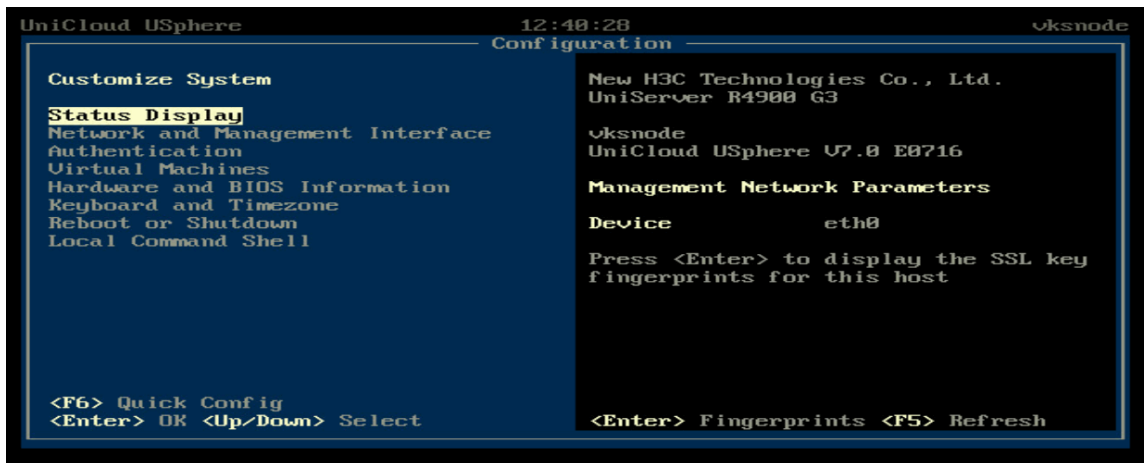 UniCloud USphere 12:40:28 vksnode
Configuration
Customize System
Status Display
Network and Management Interface
Authentication
Virtual Machines
Hardware and BIOS Information
Keyboard and Timezone
Reboot or Shutdown
Local Command Shell
<F6> Quick Config
<Enter> OK <Up/Down> Select
New H3C Technologies Co., Ltd.
UniServer R4900 G3
vksnode
UniCloud USphere V7.0 E0716
Management Network Parameters
Device eth0
Press <Enter> to display the SSL key
fingerprints for this host
<Enter> Fingerprints <F5> Refresh